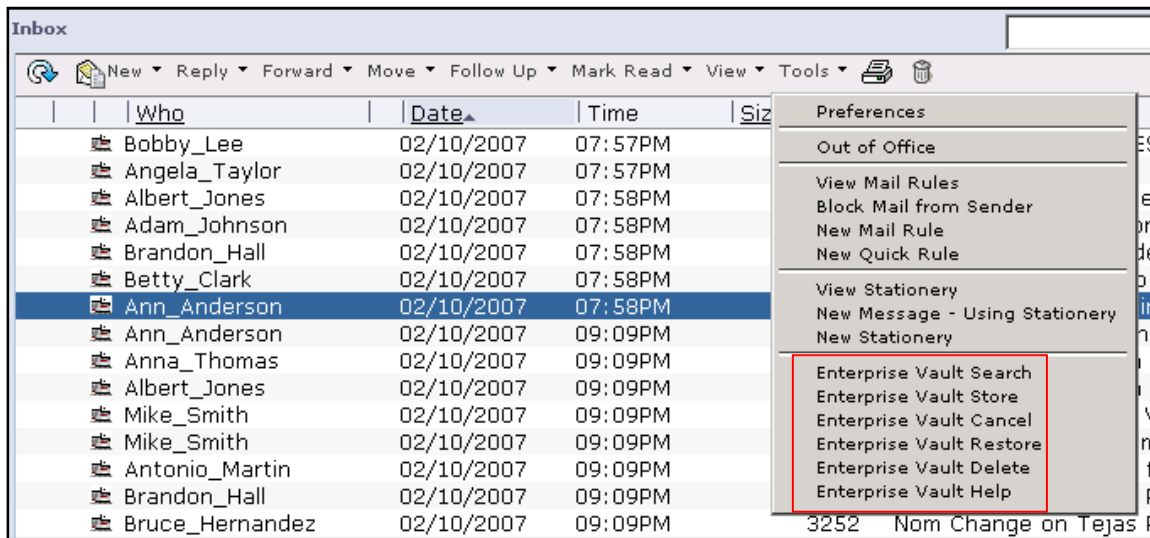 Inbox
New Reply Forward Move Follow Up Mark Read View Tools
Who Date Time
Bobby_Lee 02/10/2007 07:57PM
Angela_Taylor 02/10/2007 07:57PM
Albert_Jones 02/10/2007 07:58PM
Adam_Johnson 02/10/2007 07:58PM
Brandon_Hall 02/10/2007 07:58PM
Betty_Clark 02/10/2007 07:58PM
Ann_Anderson 02/10/2007 07:58PM
Ann_Anderson 02/10/2007 09:09PM
Anna_Thomas 02/10/2007 09:09PM
Albert_Jones 02/10/2007 09:09PM
Mike_Smith 02/10/2007 09:09PM
Mike_Smith 02/10/2007 09:09PM
Antonio_Martin 02/10/2007 09:09PM
Brandon_Hall 02/10/2007 09:09PM
Bruce_Hernandez 02/10/2007 09:09PM 3252 Nom Change on Tejas
Preferences
Out of Office
View Mail Rules
Block Mail from Sender
New Mail Rule
New Quick Rule
View Stationery
New Message - Using Stationery
New Stationery
Enterprise Vault Search
Enterprise Vault Store
Enterprise Vault Cancel
Enterprise Vault Restore
Enterprise Vault Delete
Enterprise Vault Help